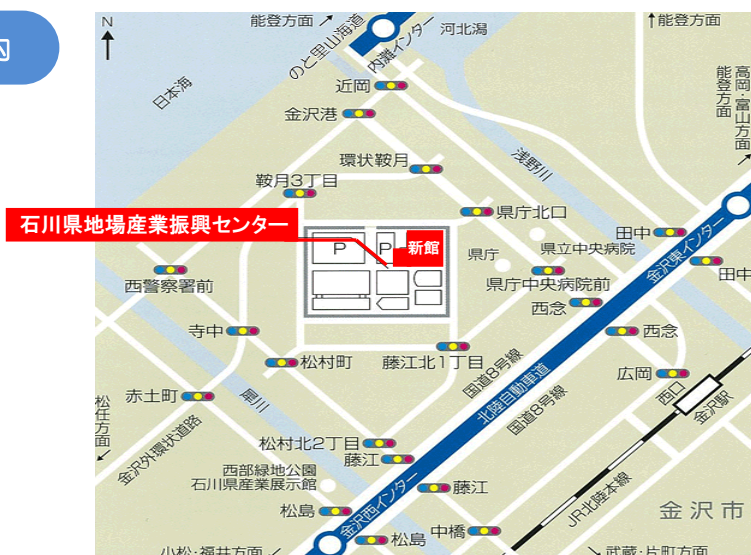 内
N
能登方面
のと里山海道
内灘インター
河北潟
能登方面
高岡・富山方面
能登方面
日本海
近岡
金沢港
環状鞍月
浅野川
鞍月3丁目
石川県地場産業振興センター
県庁北口
P
P
新館
県庁
県立中央病院
田中
金沢東インター
田中
西警察署前
県庁中央病院前
西念
西念
寺中
松村町
藤江北1丁目
国道8号線
北陸自動車道
国道8号線
広岡
西口
金沢駅
赤土町
犀川
松任方面
金沢外環状道路
松村北2丁目
藤江
西部緑地公園
石川県産業展示館
藤江
松島
金沢西インター
松島
中橋
JR北陸本線
金沢市
小松・福井方面
武蔵・片町方面